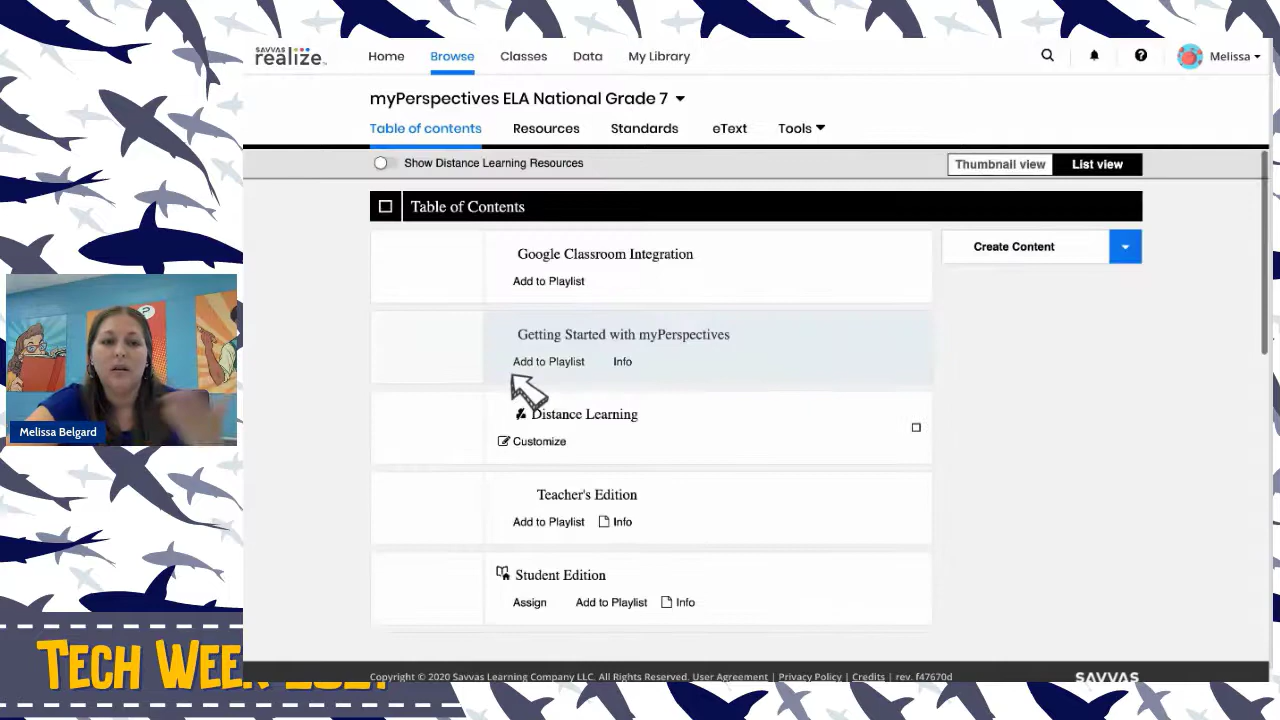 SAVVAS
realize
Home Browse Classes Data My Library
Melissa
myPerspectives ELA National Grade 7
Table of contents Resources Standards eText Tools
Show Distance Learning Resources
Thumbnail view List view
Table of Contents
Create Content
Google Classroom Integration
Add to Playlist
Getting Started with myPerspectives
Add to Playlist Info
Distance Learning
Customize
Teacher's Edition
Add to Playlist Info
Student Edition
Assign Add to Playlist Info
Copyright © 2020 Savvas Learning Company LLC. All Rights Reserved. User Agreement | Privacy Policy | Credits | rev. f47670d
SAVVAS
Melissa Belgard
TECH WEEK